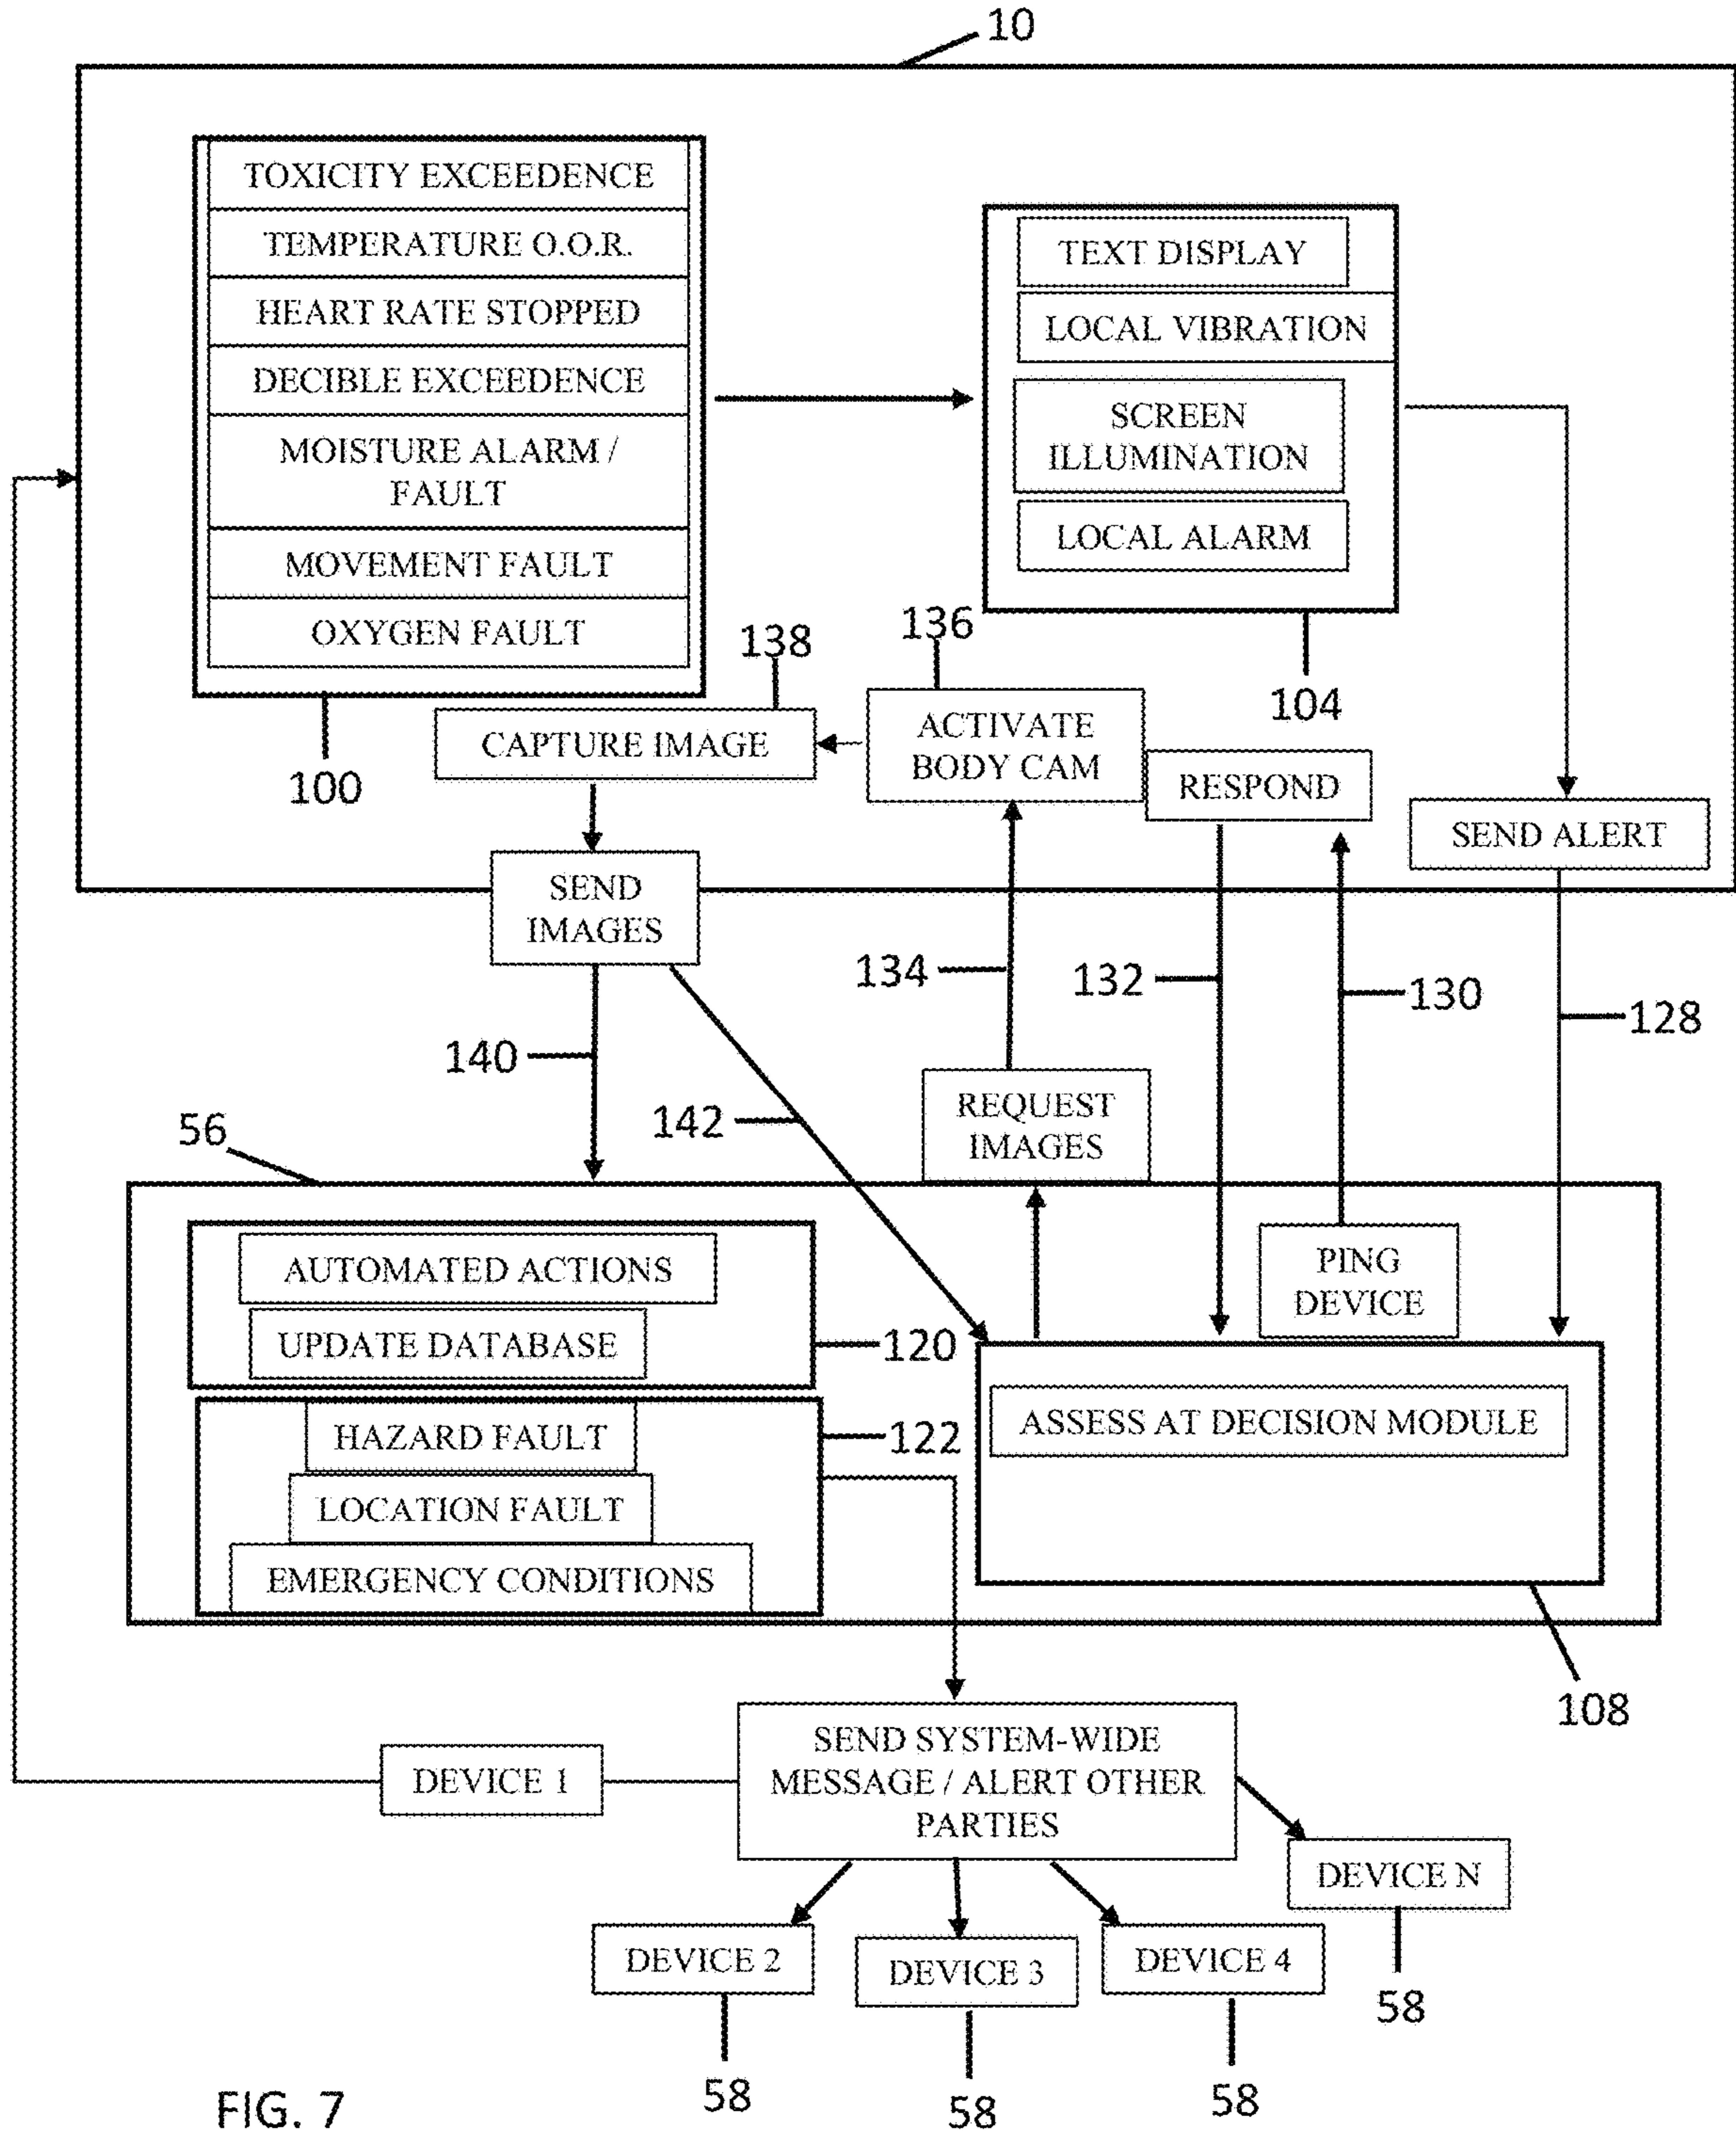 10
TOXICITY EXCEEDENCE
TEMPERATURE O.O.R.
HEART RATE STOPPED
DECIBLE EXCEEDENCE
MOISTURE ALARM /
FAULT
MOVEMENT FAULT
OXYGEN FAULT
100
TEXT DISPLAY
LOCAL VIBRATION
SCREEN
ILLUMINATION
LOCAL ALARM
104
138
136
CAPTURE IMAGE
ACTIVATE
BODY CAM
RESPOND
SEND ALERT
SEND
IMAGES
134
132
130
128
140
142
REQUEST
IMAGES
56
PING
DEVICE
AUTOMATED ACTIONS
UPDATE DATABASE
120
HAZARD FAULT
122
LOCATION FAULT
EMERGENCY CONDITIONS
ASSESS AT DECISION MODULE
108
SEND SYSTEM-WIDE
MESSAGE / ALERT OTHER
PARTIES
DEVICE 1
DEVICE N
DEVICE 2
DEVICE 3
DEVICE 4
58
58
58
58
FIG. 7